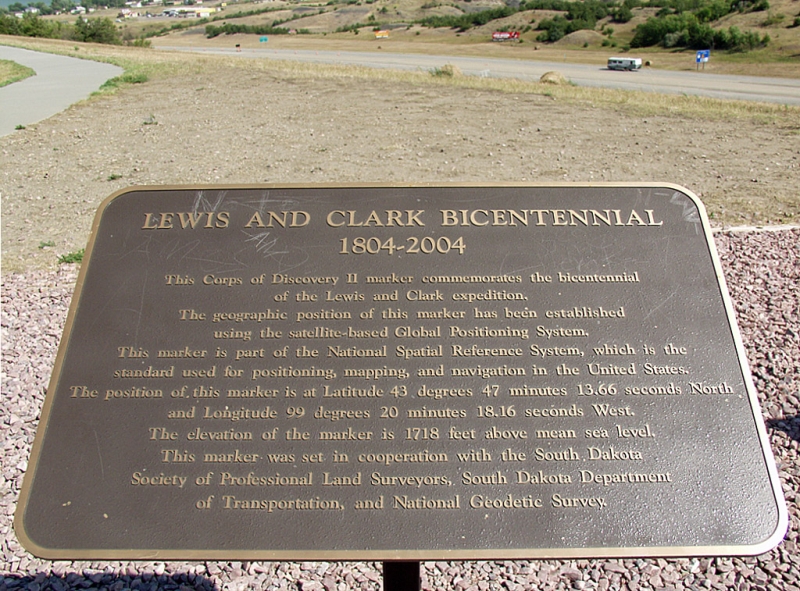 LEWIS AND CLARK BICENTENNIAL
1804-2004
This Corps of Discovery II marker commemorates the bicentennial
of the Lewis and Clark expedition.
The geographic position of this marker has been established
using the satellite-based Global Positioning System.
This marker is part of the National Spatial Reference System, which is the
standard used for positioning, mapping, and navigation in the United States.
The position of this marker is at Latitude 43 degrees 47 minutes 13.66 seconds North
and Longitude 99 degrees 20 minutes 18.16 seconds West.
The elevation of the marker is 1718 feet above mean sea level.
This marker was set in cooperation with the South Dakota
Society of Professional Land Surveyors, South Dakota Department
of Transportation, and National Geodetic Survey.